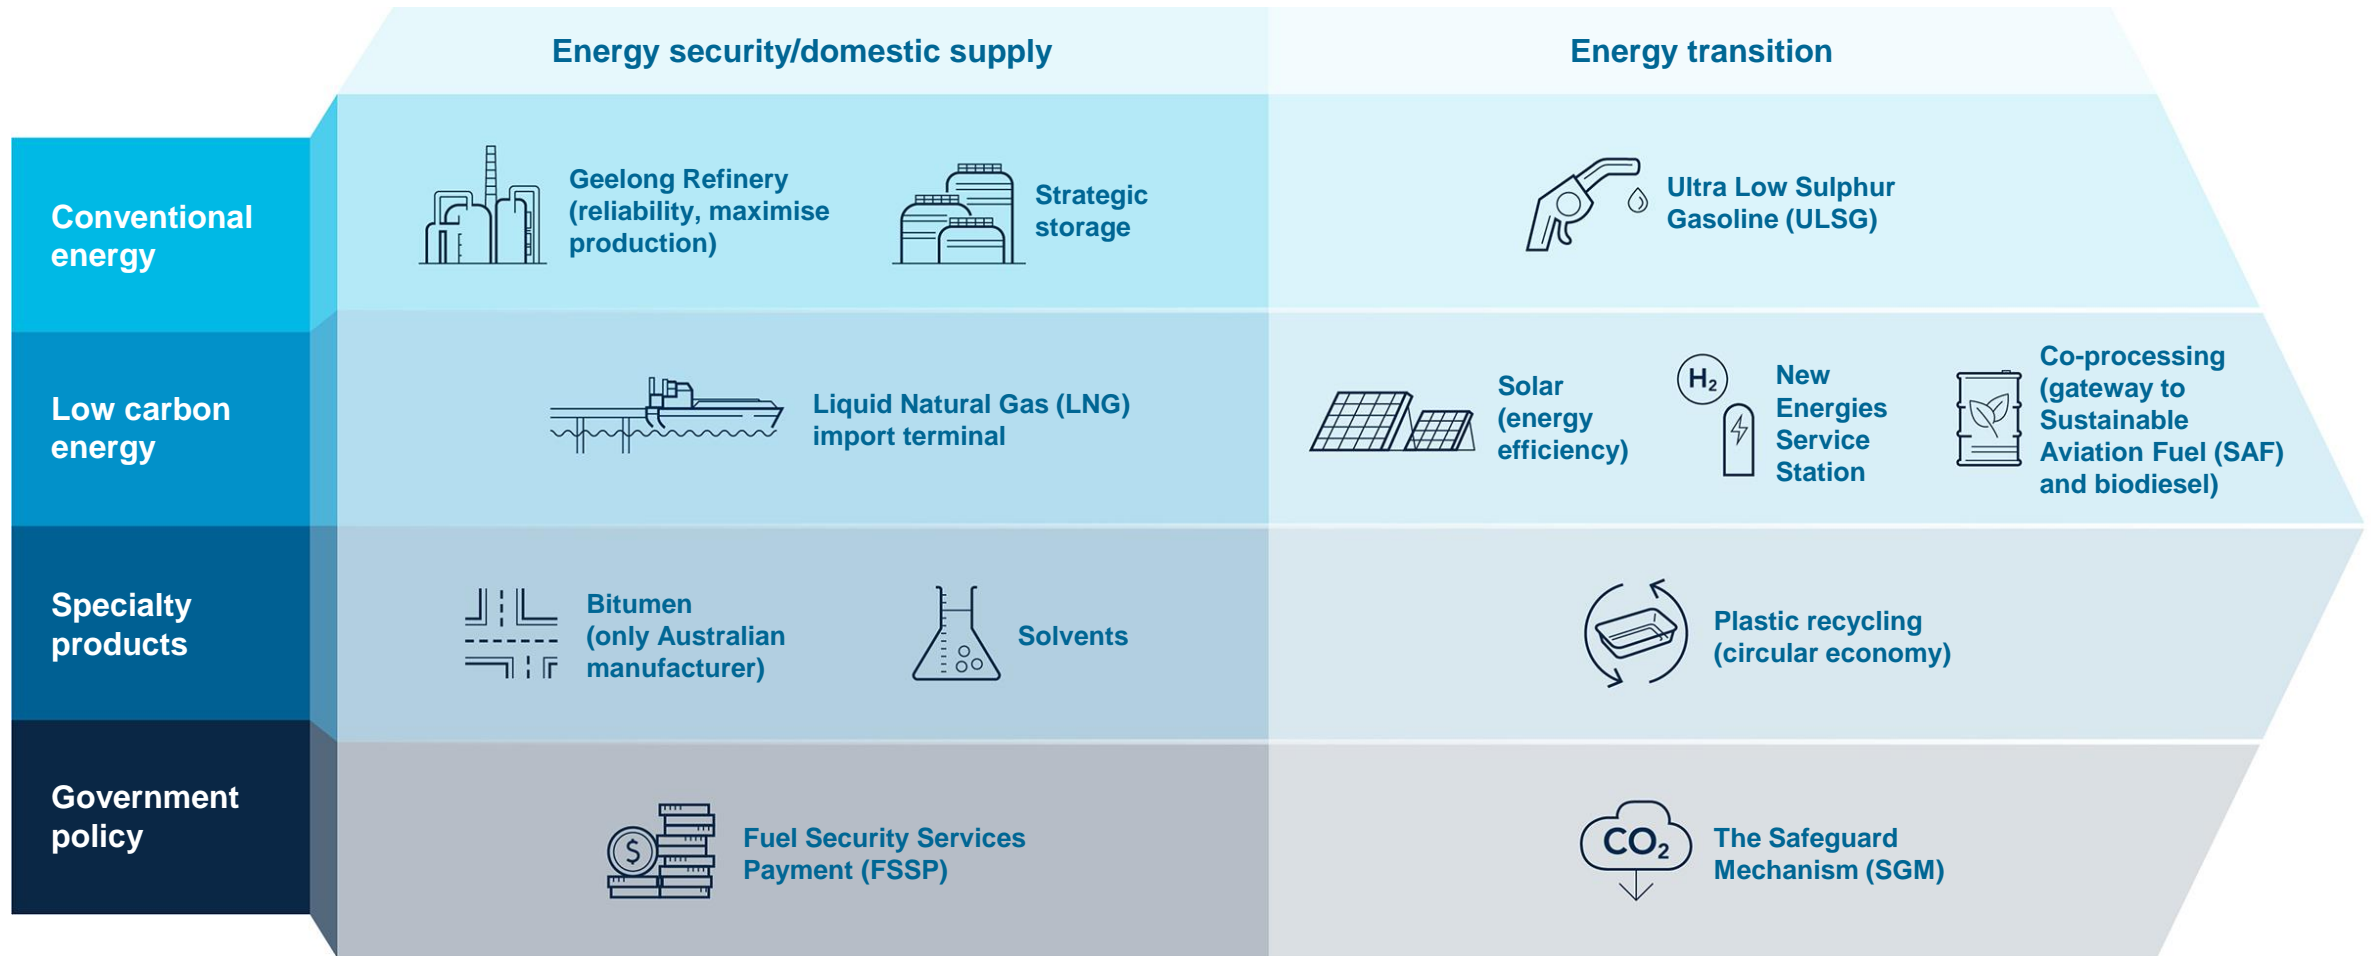 Energy security/domestic supply
Energy transition
Conventional
energy
Geelong Refinery
(reliability, maximise
production)
Strategic
storage
Ultra Low Sulphur
Gasoline (ULSG)
Low carbon
energy
Liquid Natural Gas (LNG)
import terminal
Solar
(energy
efficiency)
H₂
New
Energies
Service
Station
Co-processing
(gateway to
Sustainable
Aviation Fuel (SAF)
and biodiesel)
Specialty
products
Bitumen
(only Australian
manufacturer)
Solvents
Plastic recycling
(circular economy)
Government
policy
$
Fuel Security Services
Payment (FSSP)
CO₂
The Safeguard
Mechanism (SGM)